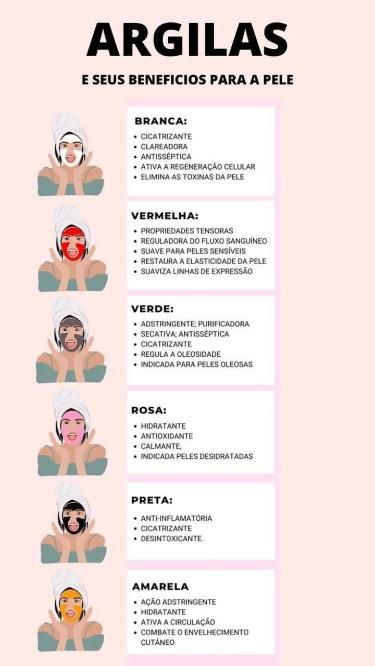 ARGILAS
E SEUS BENEFICIOS PARA A PELE
BRANCA:
• CICATRIZANTE
• CLAREADORA
• ANTISSÉPTICA
• ATIVA A REGENERAÇÃO CELULAR
• ELIMINA AS TOXINAS DA PELE
VERMELHA:
• PROPRIEDADES TENSORAS
• REGULADORA DO FLUXO SANGUÍNEO
• SUAVE PARA PELES SENSÍVEIS
• RESTAURA A ELASTICIDADE DA PELE
• SUAVIZA LINHAS DE EXPRESSÃO
VERDE:
• ADSTRINGENTE; PURIFICADORA
• SECATIVA; ANTISSÉPTICA
• CICATRIZANTE
• REGULA A OLEOSIDADE
• INDICADA PARA PELES OLEOSAS
ROSA:
• HIDRATANTE
• ANTIOXIDANTE
• CALMANTE,
• INDICADA PELES DESIDRATADAS
PRETA:
• ANTI-INFLAMATÓRIA
• CICATRIZANTE
• DESINTOXICANTE.
AMARELA
• AÇÃO ADSTRINGENTE
• HIDRATANTE
• ATIVA A CIRCULAÇÃO
• COMBATE O ENVELHECIMENTO
CUTÂNEO